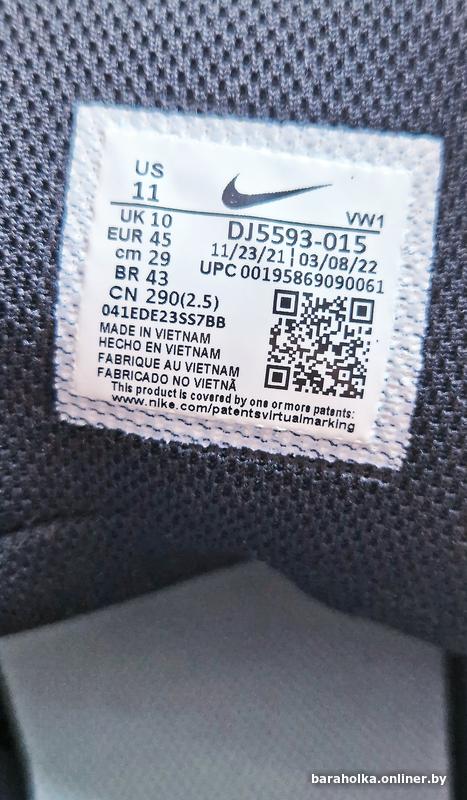 US
11
UK 10
EUR 45
cm 29
BR 43
CN 290(2.5)
VW1
DJ5593-015
11/23/21 | 03/08/22
UPC 00195869090061
041EDE23SS7BB
MADE IN VIETNAM
HECHO EN VIETNAM
FABRIQUE AU VIETNAM
FABRICADO NO VIETNÃ
This product is covered by one or more patents:
www.nike.com/patentsvirtualmarking
baraholka.onliner.by